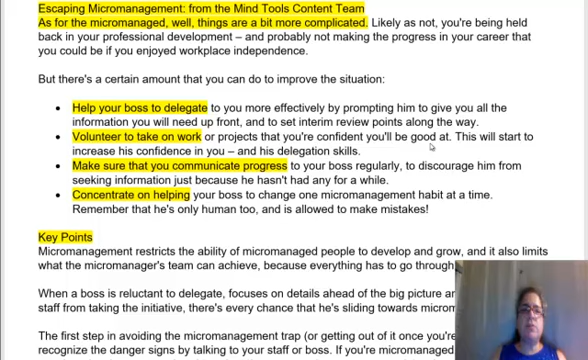 Escaping Micromanagement: from the Mind Tools Content Team
As for the micromanaged, well, things are a bit more complicated. Likely as not, you're being held
back in your professional development – and probably not making the progress in your career that
you could be if you enjoyed workplace independence.
But there's a certain amount that you can do to improve the situation:
• Help your boss to delegate to you more effectively by prompting him to give you all the
information you will need up front, and to set interim review points along the way.
• Volunteer to take on work or projects that you're confident you'll be good at. This will start to
increase his confidence in you – and his delegation skills.
• Make sure that you communicate progress to your boss regularly, to discourage him from
seeking information just because he hasn't had any for a while.
• Concentrate on helping your boss to change one micromanagement habit at a time.
Remember that he's only human too, and is allowed to make mistakes!
Key Points
Micromanagement restricts the ability of micromanaged people to develop and grow, and it also limits
what the micromanager's team can achieve, because everything has to go through
When a boss is reluctant to delegate, focuses on details ahead of the big picture
staff from taking the initiative, there's every chance that he's sliding towards
The first step in avoiding the micromanagement trap (or getting out of it once you're
recognize the danger signs by talking to your staff or boss. If you're micromanaged